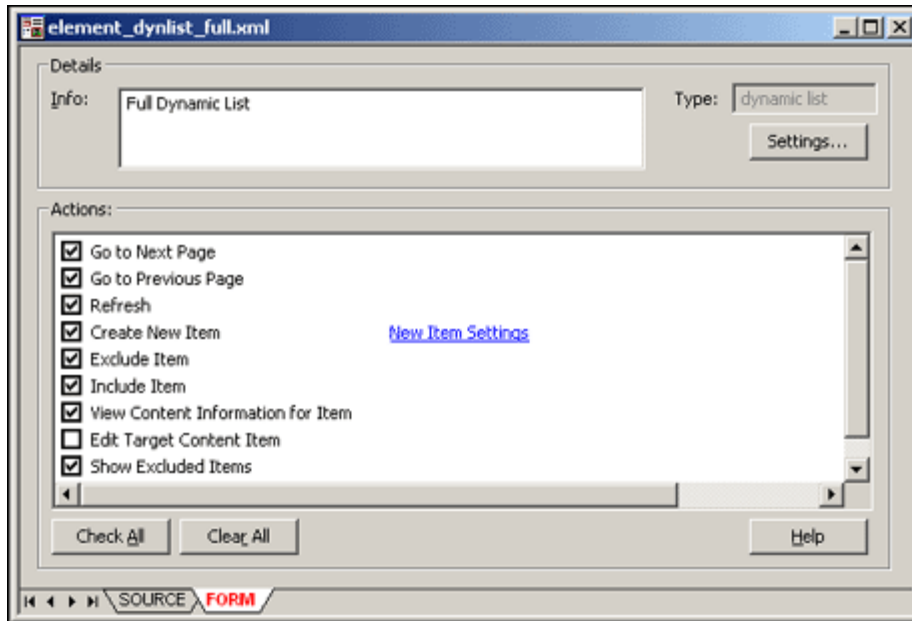 element_dynlist_full.xml
Details
Info:
Full Dynamic List
Type:
dynamic list
Settings...
Actions:
Go to Next Page
Go to Previous Page
Refresh
Create New Item
New Item Settings
Exclude Item
Include Item
View Content Information for Item
Edit Target Content Item
Show Excluded Items
Check All
Clear All
Help
SOURCE
FORM